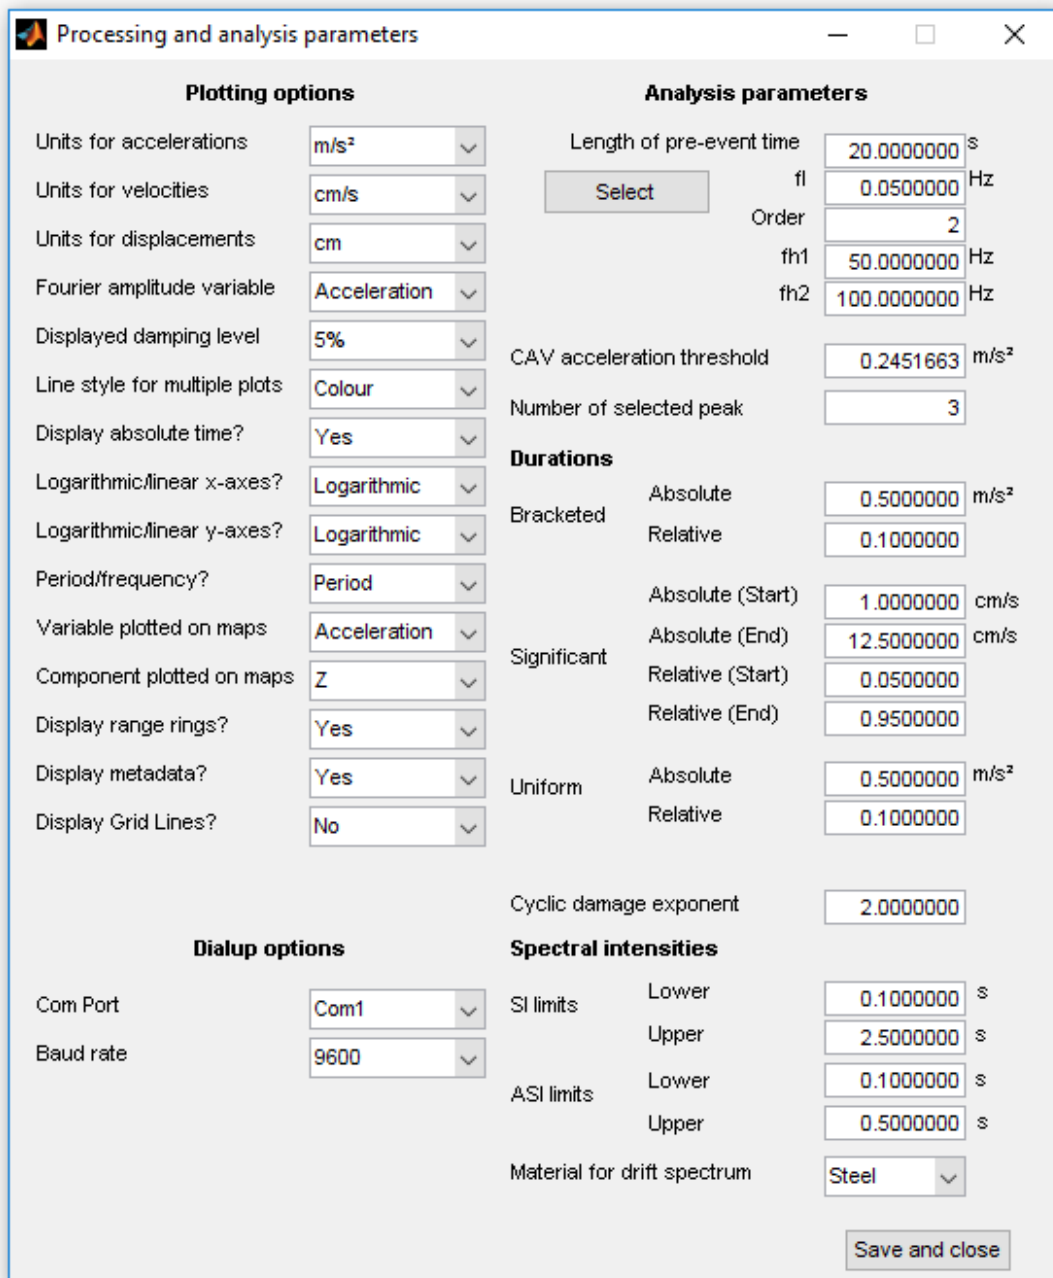 Processing and analysis parameters
Plotting options
Units for accelerations m/s²
Units for velocities cm/s
Units for displacements cm
Fourier amplitude variable Acceleration
Displayed damping level 5%
Line style for multiple plots Colour
Display absolute time? Yes
Logarithmic/linear x-axes? Logarithmic
Logarithmic/linear y-axes? Logarithmic
Period/frequency? Period
Variable plotted on maps Acceleration
Component plotted on maps Z
Display range rings? Yes
Display metadata? Yes
Display Grid Lines? No
Dialup options
Com Port Com1
Baud rate 9600
Analysis parameters
Length of pre-event time 20.0000000 s
Select
fl 0.0500000 Hz
Order 2
fh1 50.0000000 Hz
fh2 100.0000000 Hz
CAV acceleration threshold 0.2451663 m/s²
Number of selected peak 3
Durations
Bracketed
Absolute 0.5000000 m/s²
Relative 0.1000000
Significant
Absolute (Start) 1.0000000 cm/s
Absolute (End) 12.5000000 cm/s
Relative (Start) 0.0500000
Relative (End) 0.9500000
Uniform
Absolute 0.5000000 m/s²
Relative 0.1000000
Cyclic damage exponent 2.0000000
Spectral intensities
SI limits
Lower 0.1000000 s
Upper 2.5000000 s
ASI limits
Lower 0.1000000 s
Upper 0.5000000 s
Material for drift spectrum Steel
Save and close